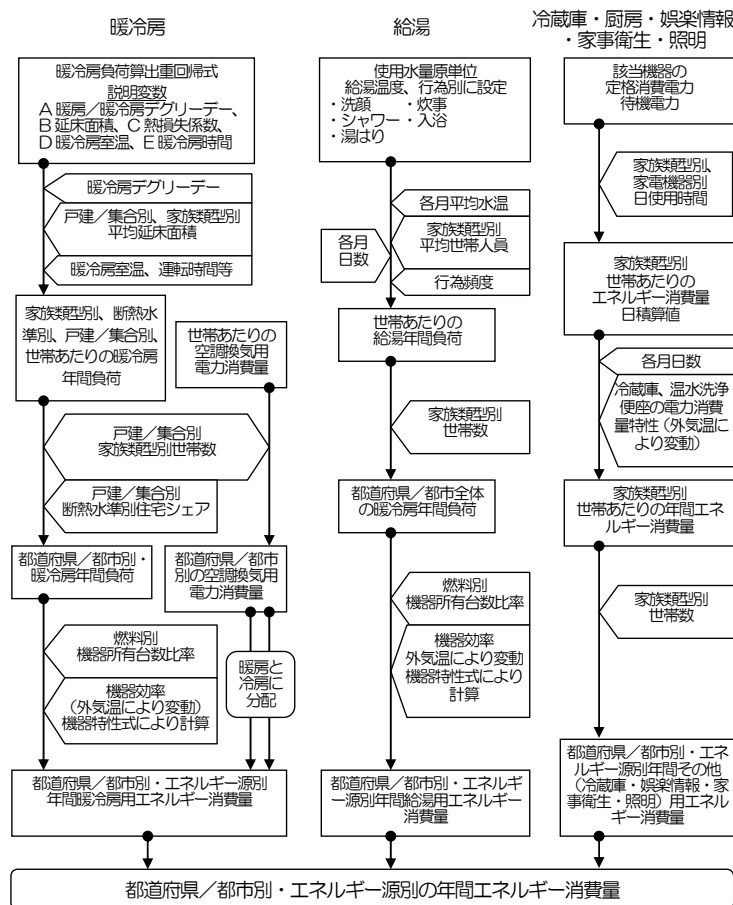 暖冷房
暖冷房負荷算出重回帰式
説明変数
A 暖房／暖冷房デグリーデー、
B 延床面積、C 熱損失係数、
D 暖冷房室温、E 暖冷房時間
暖冷房デグリーデー
戸建／集合別、家族類型別
平均延床面積
暖冷房室温、運転時間等
家族類型別、断熱水
準別、戸建／集合別、
世帯あたりの暖冷房
年間負荷
世帯あたりの
空調換気用
電力消費量
戸建／集合別
家族類型別世帯数
戸建／集合別
断熱水準別住宅シェア
都道府県／都市別・
暖冷房年間負荷
都道府県／都市
別の空調換気用
電力消費量
燃料別
機器所有台数比率
機器効率
（外気温により変動）
機器特性式により計算
暖房と
冷房に
分配
都道府県／都市別・エネルギー源別
年間暖冷房用エネルギー消費量
給湯
使用水量原単位
給湯温度、行為別に設定
・洗顔　・炊事
・シャワー・入浴
・湯はり
各月平均水温
各月
日数
家族類型別
平均世帯人員
行為頻度
世帯あたりの
給湯年間負荷
家族類型別
世帯数
都道府県／都市全体
の暖冷房年間負荷
燃料別
機器所有台数比率
機器効率
外気温により変動
機器特性式により
計算
都道府県／都市別・エネルギ
ー源別年間給湯用エネルギー
消費量
冷蔵庫・厨房・娯楽情報
・家事衛生・照明
該当機器の
定格消費電力
待機電力
家族類型別、
家電機器別
日使用時間
家族類型別
世帯あたりの
エネルギー消費量
日積算値
各月日数
冷蔵庫、温水洗浄
便座の電力消費
量特性（外気温に
より変動）
家族類型別
世帯あたりの年間エネ
ルギー消費量
家族類型別
世帯数
都道府県／都市別・エネ
ルギー源別年間その他
（冷蔵庫・娯楽情報・家
事衛生・照明）用エネル
ギー消費量
都道府県／都市別・エネルギー源別の年間エネルギー消費量